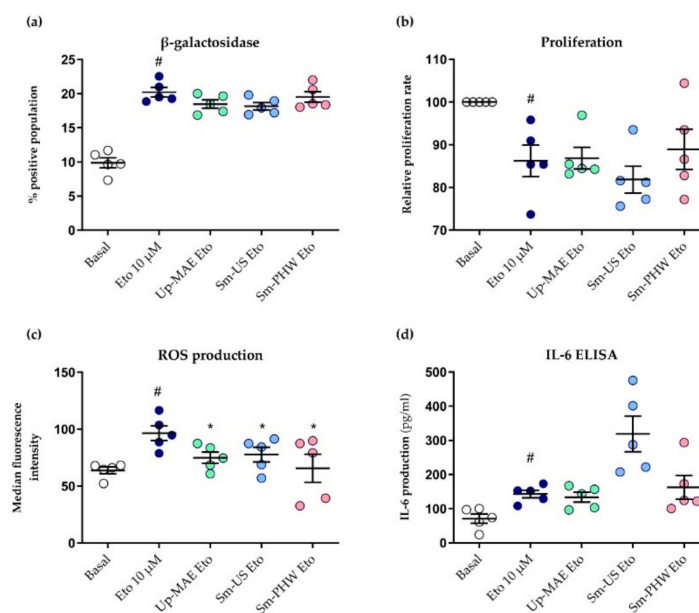 (a)
β-galactosidase
% positive population
25
20
15
10
5
0
#
Basal
Eto 10 μM
Up-MAE Eto
Sm-US Eto
Sm-PHW Eto
(b)
Proliferation
Relative proliferation rate
110
100
90
80
70
#
Basal
Eto 10 μM
Up-MAE Eto
Sm-US Eto
Sm-PHW Eto
(c)
ROS production
Median fluorescence
intensity
150
100
50
0
#
*
*
*
Basal
Eto 10 μM
Up-MAE Eto
Sm-US Eto
Sm-PHW Eto
(d)
IL-6 ELISA
IL-6 production (pg/ml)
500
400
300
200
100
0
#
Basal
Eto 10 μM
Up-MAE Eto
Sm-US Eto
Sm-PHW Eto